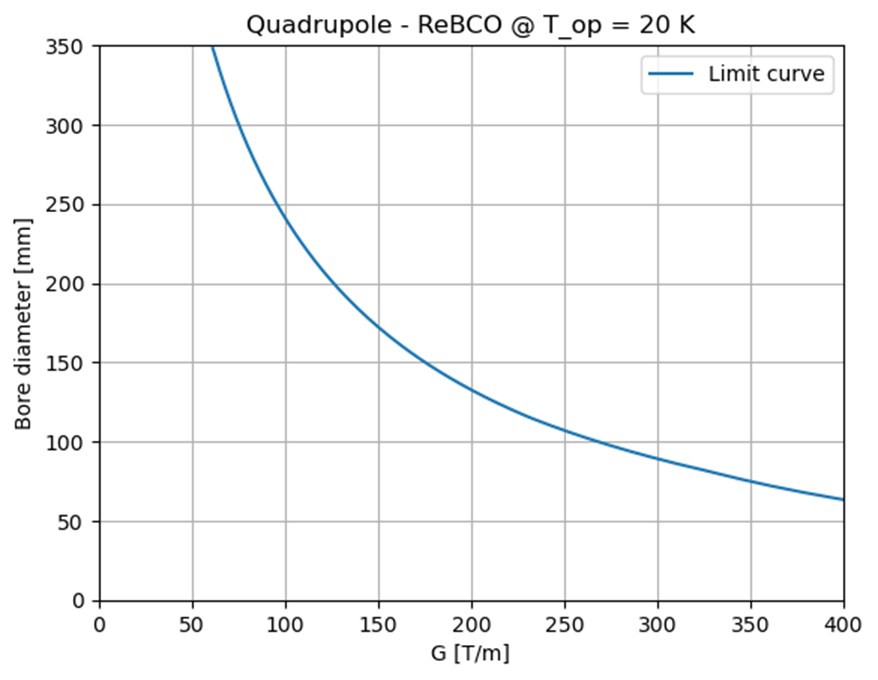 Quadrupole - ReBCO @ T_op = 20 K
Limit curve
Bore diameter [mm]
350
300
250
200
150
100
50
0
0 50 100 150 200 250 300 350 400
G [T/m]